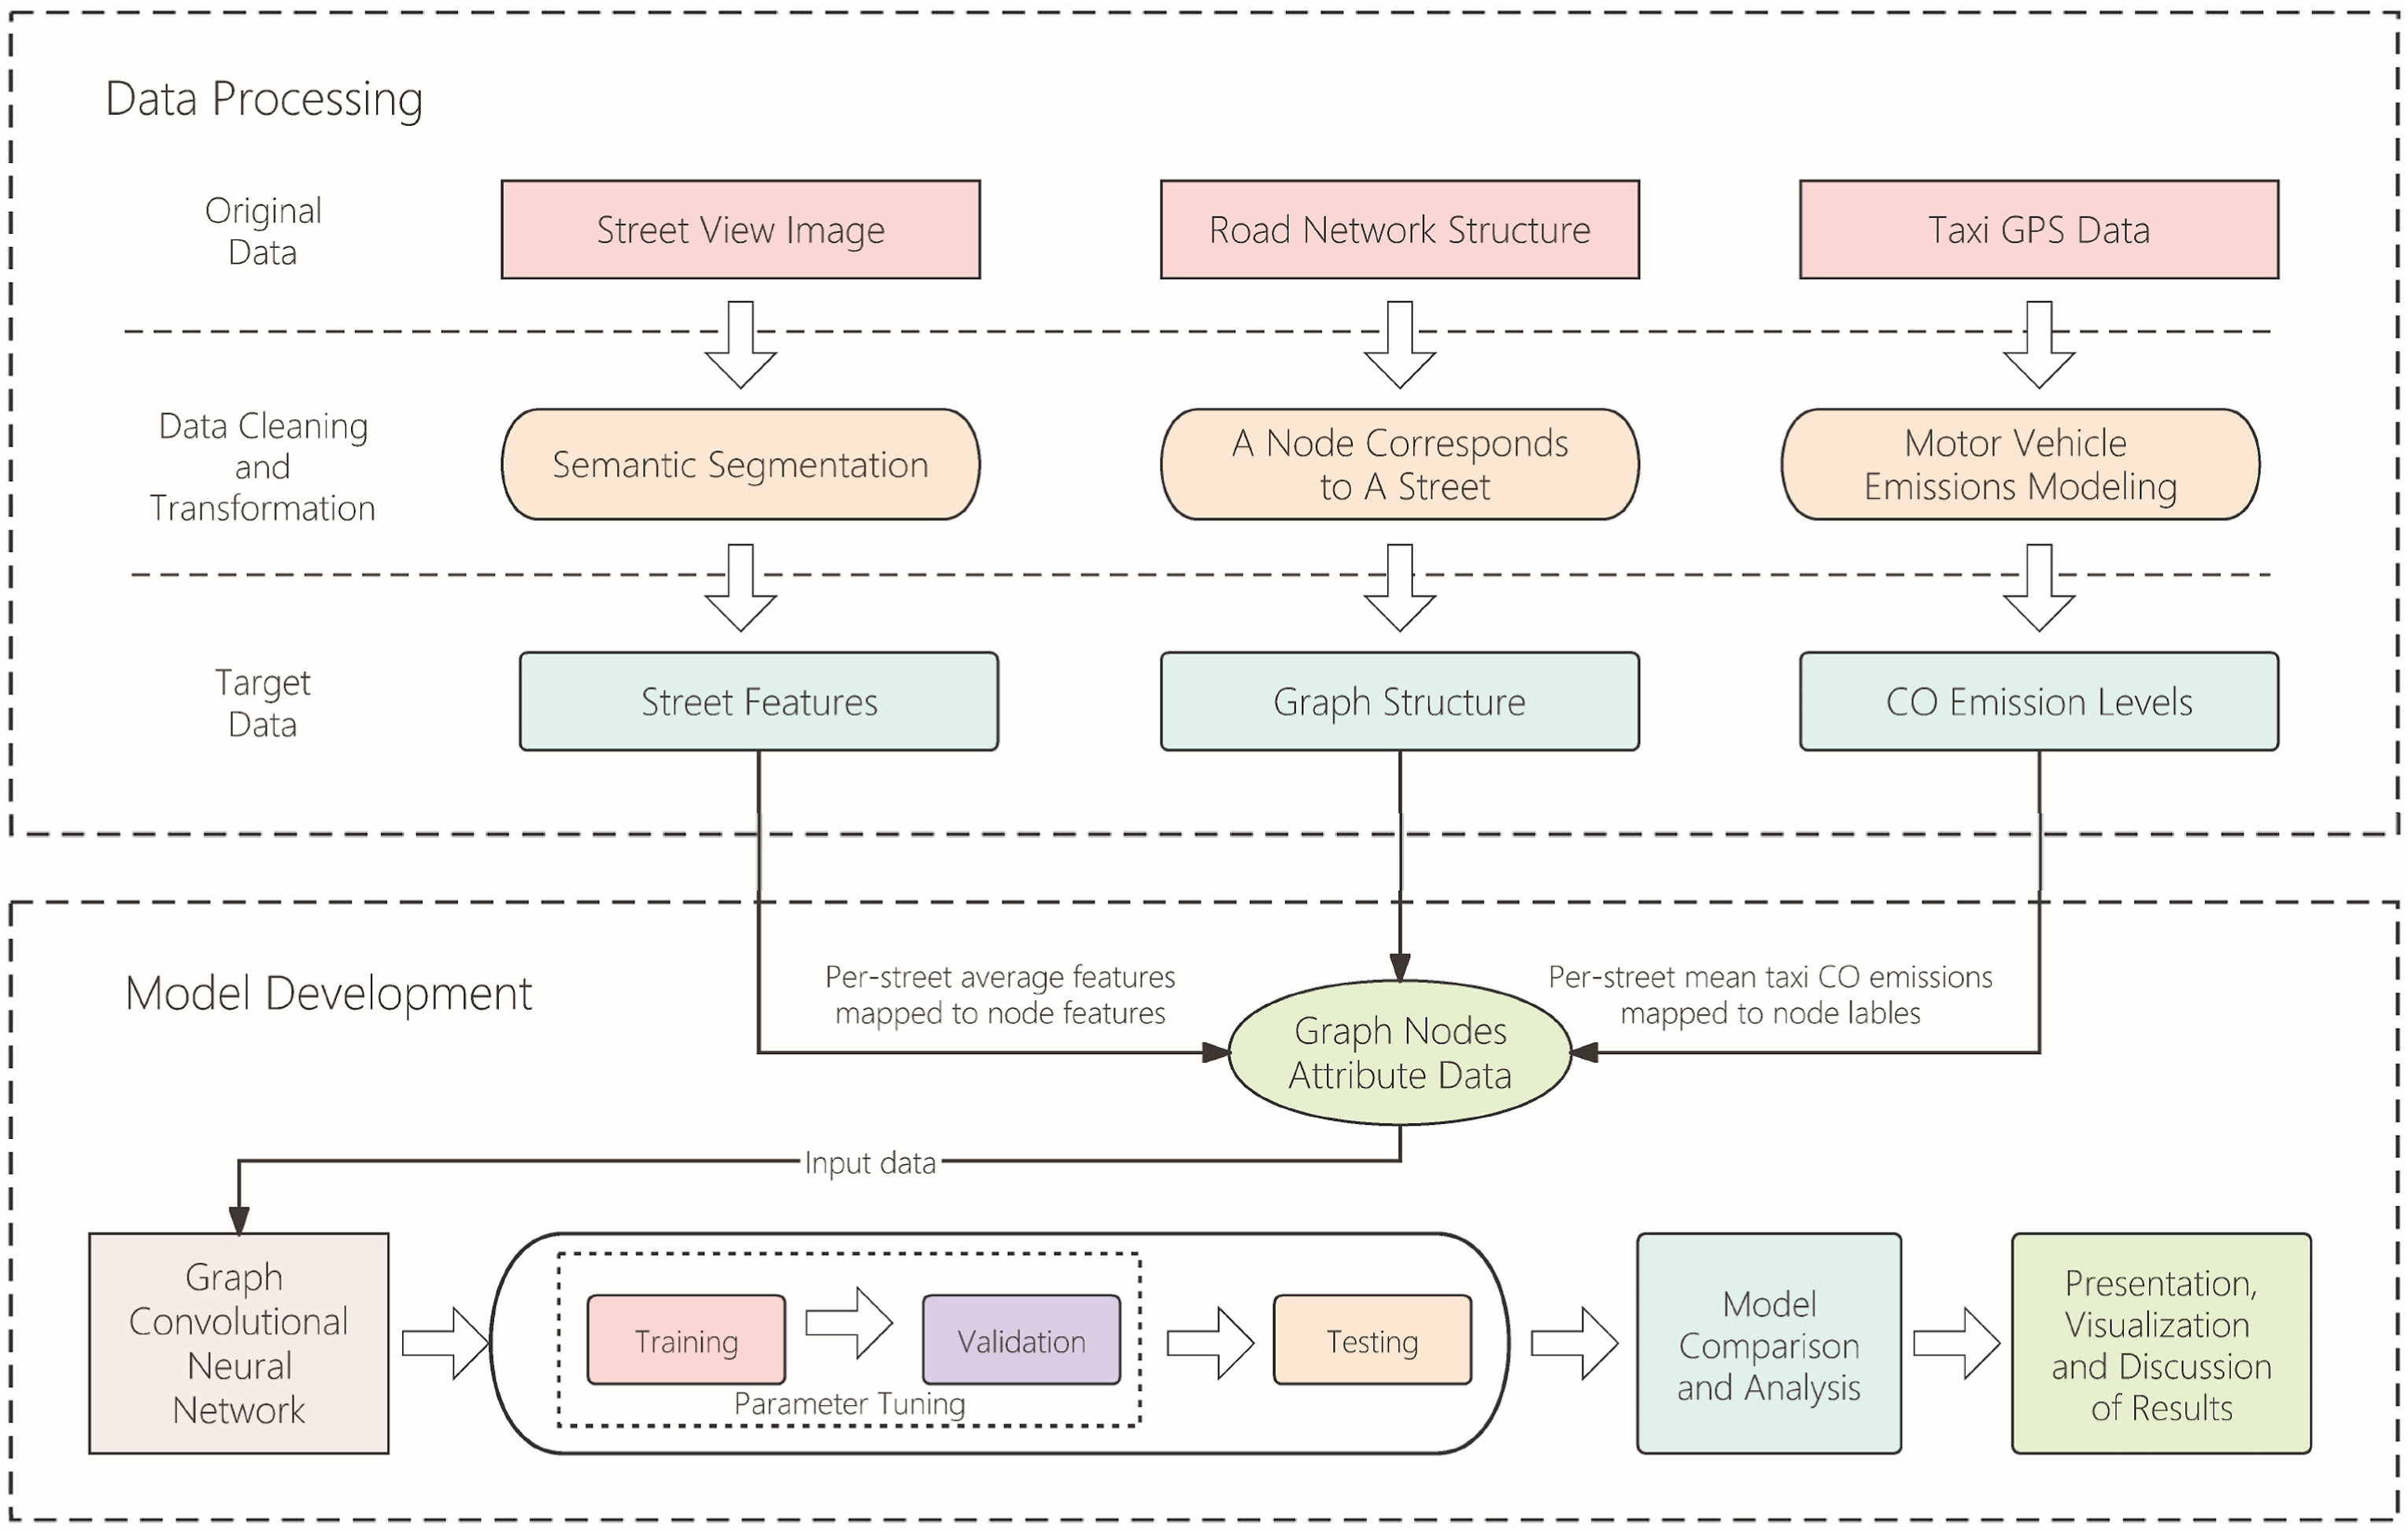 Data Processing
Original
Data
Street View Image
Road Network Structure
Taxi GPS Data
Data Cleaning
and
Transformation
Semantic Segmentation
A Node Corresponds
to A Street
Motor Vehicle
Emissions Modeling
Target
Data
Street Features
Graph Structure
CO Emission Levels
Model Development
Per-street average features
mapped to node features
Per-street mean taxi CO emissions
mapped to node lables
Graph Nodes
Attribute Data
Input data
Graph
Convolutional
Neural
Network
Training
Validation
Parameter Tuning
Testing
Model
Comparison
and Analysis
Presentation,
Visualization
and Discussion
of Results